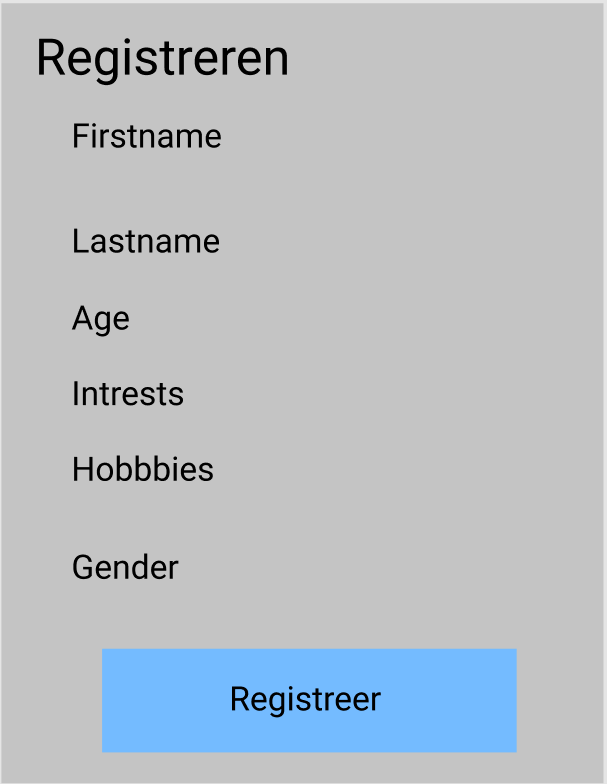 Registreren
Firstname
Lastname
Age
Intrests
Hobbbies
Gender
Registreer